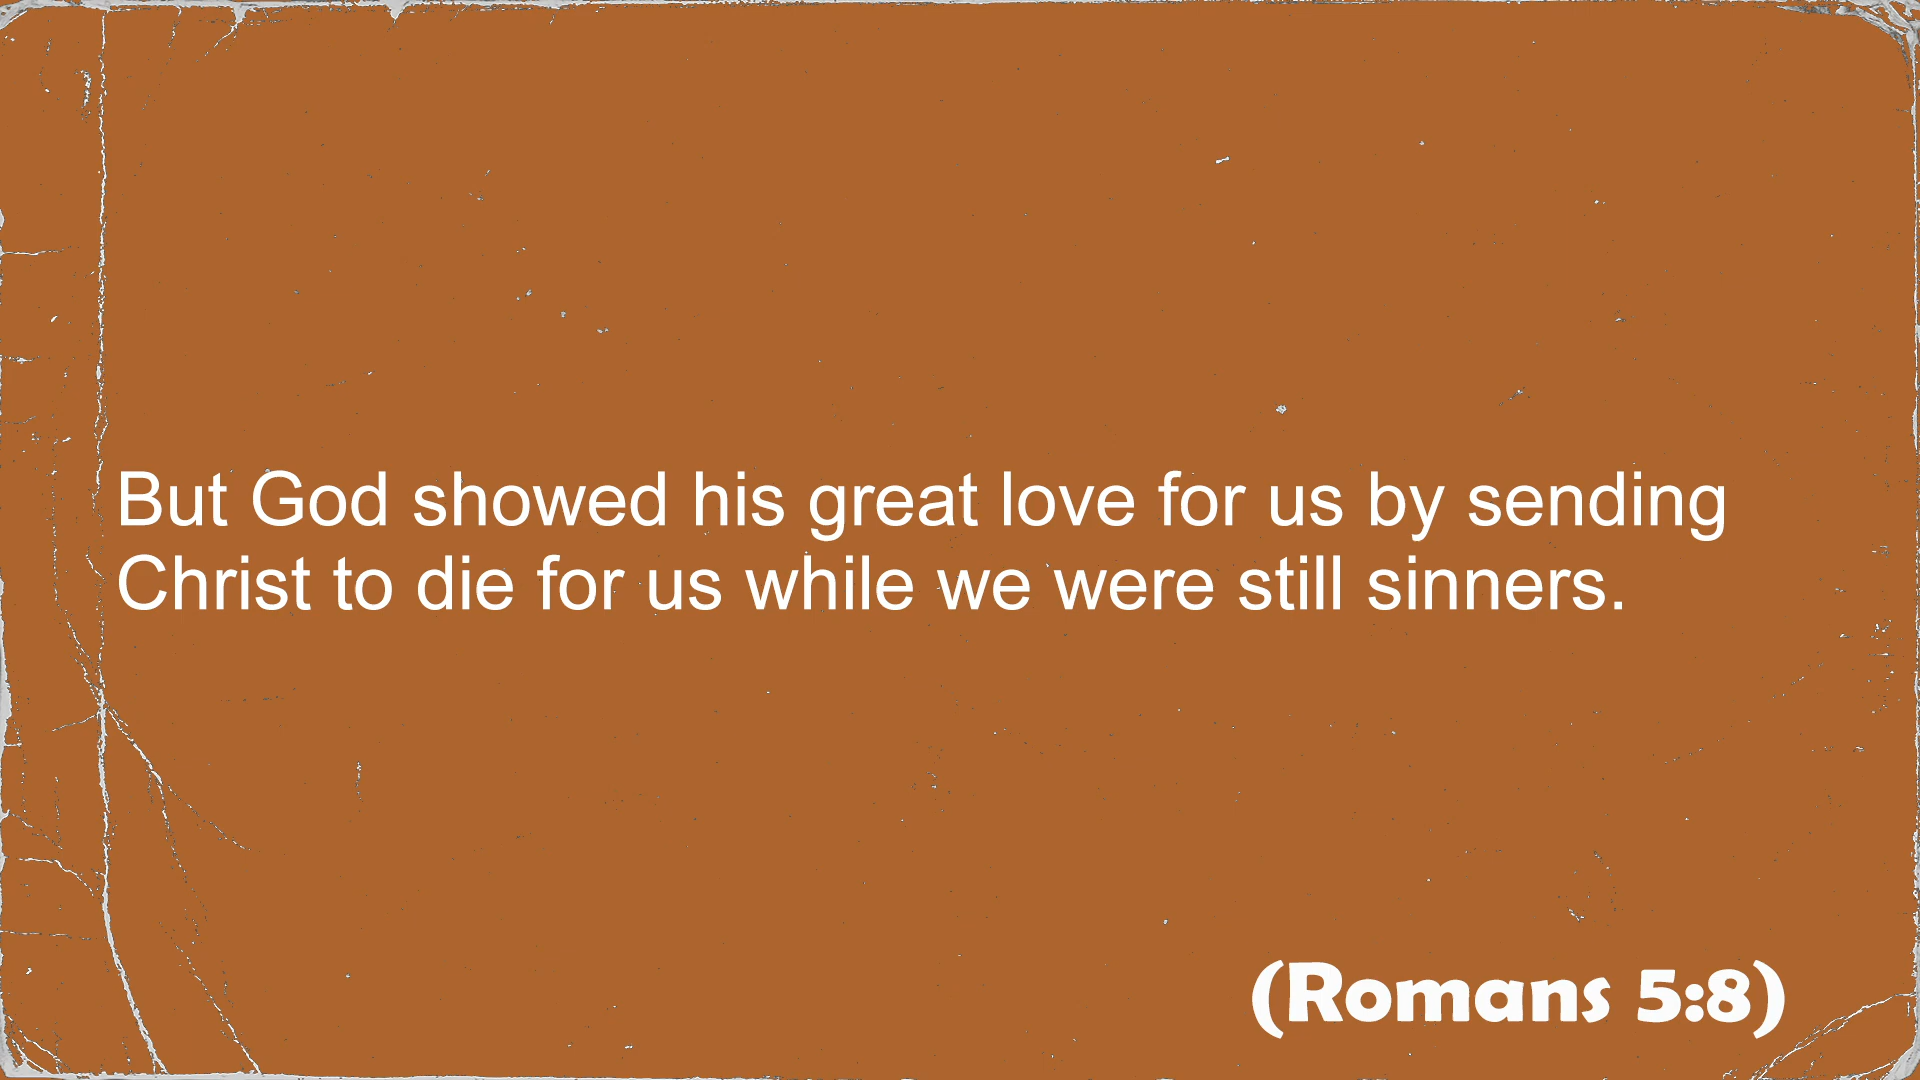 But God showed his great love for us by sending
Christ to die for us while we were still sinners.
(Romans 5:8)